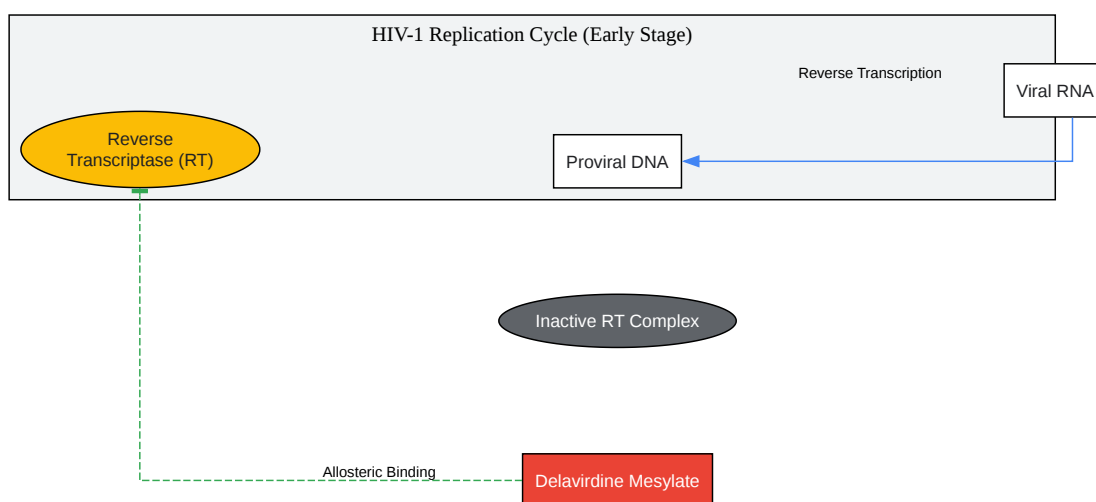 HIV-1 Replication Cycle (Early Stage)
Reverse Transcription
Viral RNA
Reverse
Transcriptase (RT)
Proviral DNA
Inactive RT Complex
Allosteric Binding
Delavirdine Mesylate